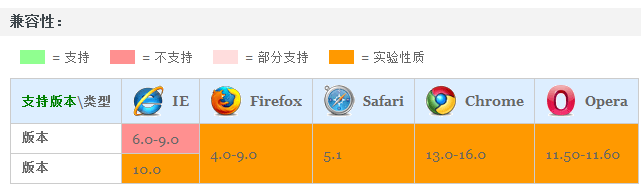 兼容性：
= 支持 = 不支持 = 部分支持 = 实验性质
支持版本\类型 IE Firefox Safari Chrome Opera
版本 6.0-9.0 4.0-9.0 5.1 13.0-16.0 11.50-11.60
版本 10.0